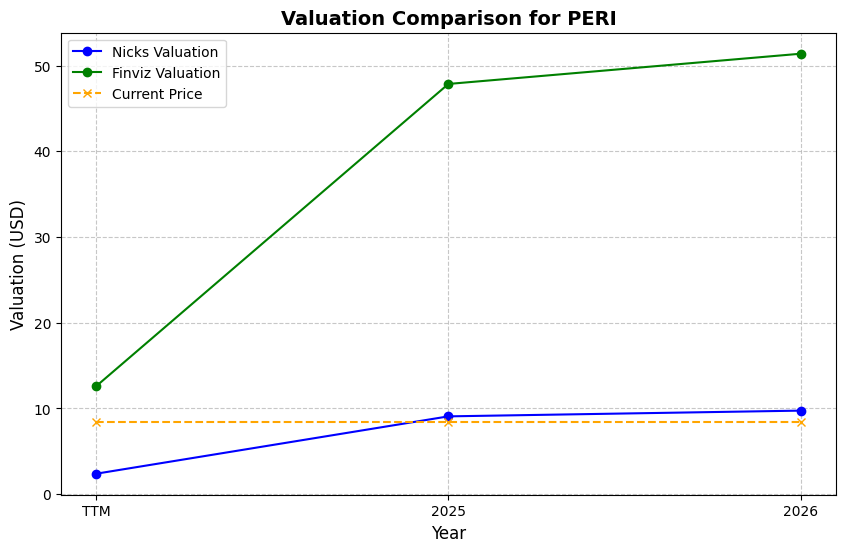 Valuation Comparison for PERI
Nicks Valuation
Finviz Valuation
Current Price
Valuation (USD)
50
40
30
20
10
0
TTM 2025 2026
Year